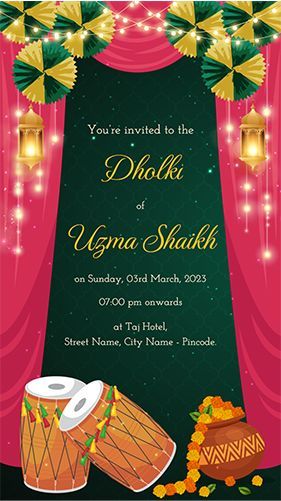 You're invited to the
Dholki
of
Uzma Shaikh
on Sunday, 03rd March, 2023
07:00 pm onwards
at Taj Hotel,
Street Name, City Name - Pincode.